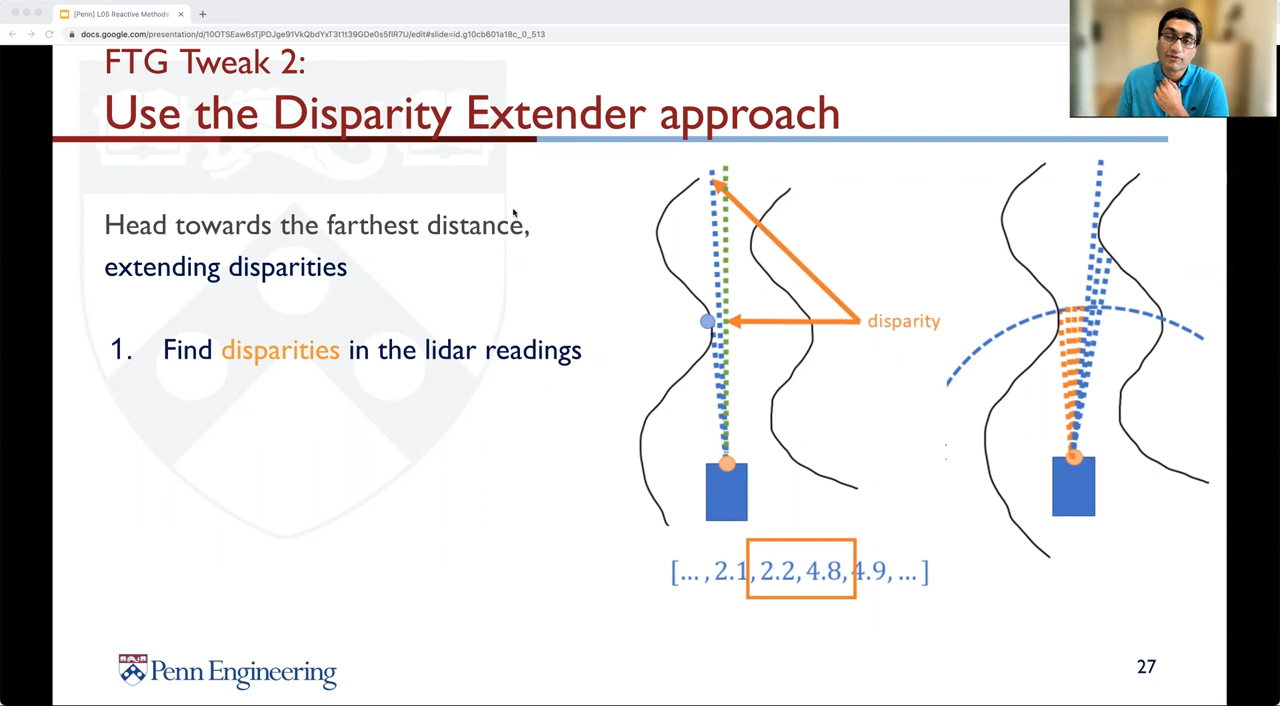 [Penn] L05 Reactive Methods
docs.google.com/presentation/d/10OTSEaw6sTjPDJge91VkQbdYxT3t1t39GDe0s5flR7U/edit#slide=id.g10cb601a18c_0_513
FTG Tweak 2:
Use the Disparity Extender approach
Head towards the farthest distance,
extending disparities
1. Find disparities in the lidar readings
disparity
[... , 2.1, 2.2, 4.8, 4.9, ... ]
Penn Engineering
27